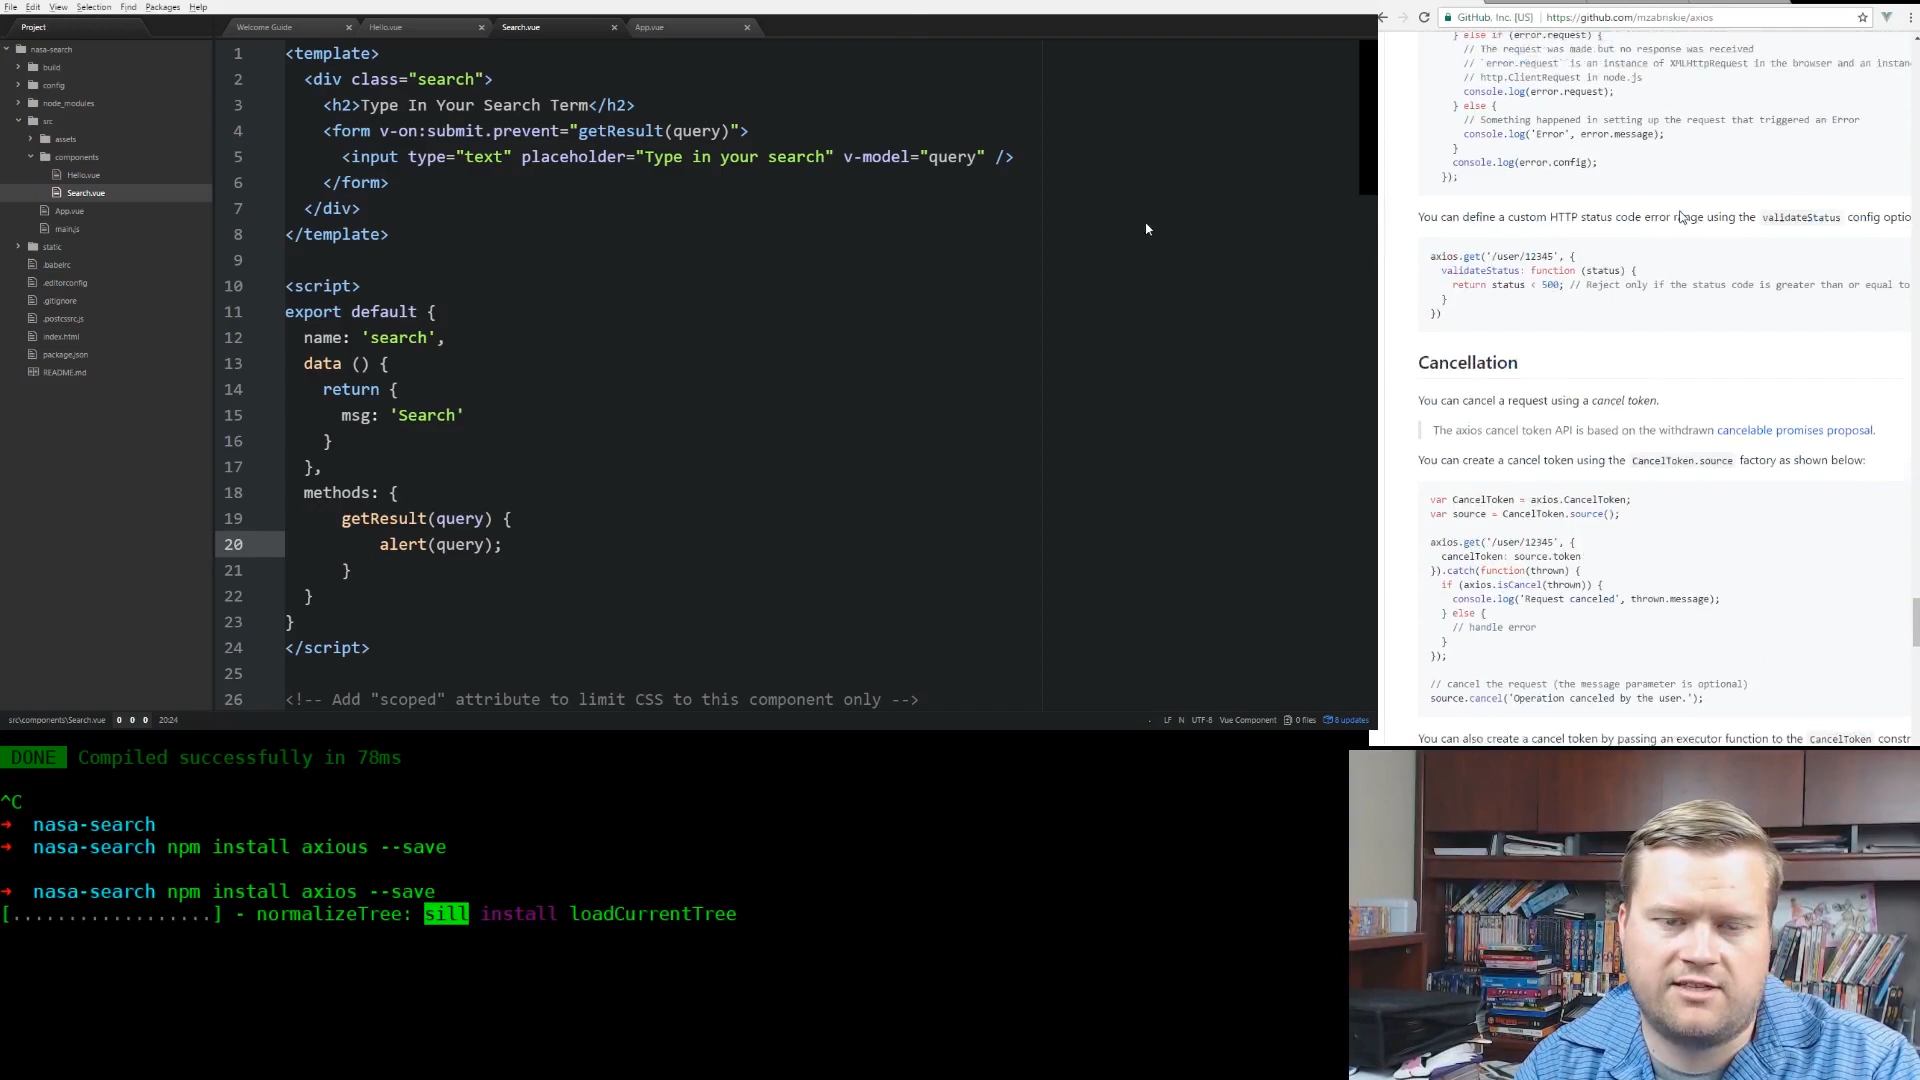 File Edit View Selection Find Packages Help
Project
nasa-search
build
config
node_modules
src
assets
components
Hello.vue
Search.vue
App.vue
main.js
static
.babelrc
.editorconfig
.gitignore
.postcssrc.js
index.html
package.json
README.md
Welcome Guide
Hello.vue
Search.vue
App.vue
1 <template>
2 <div class="search">
3 <h2>Type In Your Search Term</h2>
4 <form v-on:submit.prevent="getResult(query)">
5 <input type="text" placeholder="Type in your search" v-model="query" />
6 </form>
7 </div>
8 </template>
9
10 <script>
11 export default {
12 name: 'search',
13 data () {
14 return {
15 msg: 'Search'
16 }
17 },
18 methods: {
19 getResult(query) {
20 alert(query);
21 }
22 }
23 }
24 </script>
25
26 <!-- Add "scoped" attribute to limit CSS to this component only -->
src\components\Search.vue 0 0 0 20:24
LF N UTF-8 Vue Component 0 files 8 updates
DONE Compiled successfully in 78ms
^C
➜ nasa-search
➜ nasa-search npm install axious --save
➜ nasa-search npm install axios --save
[..................] - normalizeTree: sill install loadCurrentTree
GitHub, Inc. [US] https://github.com/mzabriskie/axios
} else if (error.request) {
// The request was made but no response was received
// `error.request` is an instance of XMLHttpRequest in the browser and an instan
// http.ClientRequest in node.js
console.log(error.request);
} else {
// Something happened in setting up the request that triggered an Error
console.log('Error', error.message);
}
console.log(error.config);
});
You can define a custom HTTP status code error range using the validateStatus config optio
axios.get('/user/12345', {
validateStatus: function (status) {
return status < 500; // Reject only if the status code is greater than or equal to
}
})
Cancellation
You can cancel a request using a cancel token.
The axios cancel token API is based on the withdrawn cancelable promises proposal.
You can create a cancel token using the CancelToken.source factory as shown below:
var CancelToken = axios.CancelToken;
var source = CancelToken.source();
axios.get('/user/12345', {
cancelToken: source.token
}).catch(function(thrown) {
if (axios.isCancel(thrown)) {
console.log('Request canceled', thrown.message);
} else {
// handle error
}
});
// cancel the request (the message parameter is optional)
source.cancel('Operation canceled by the user.');
You can also create a cancel token by passing an executor function to the CancelToken constr